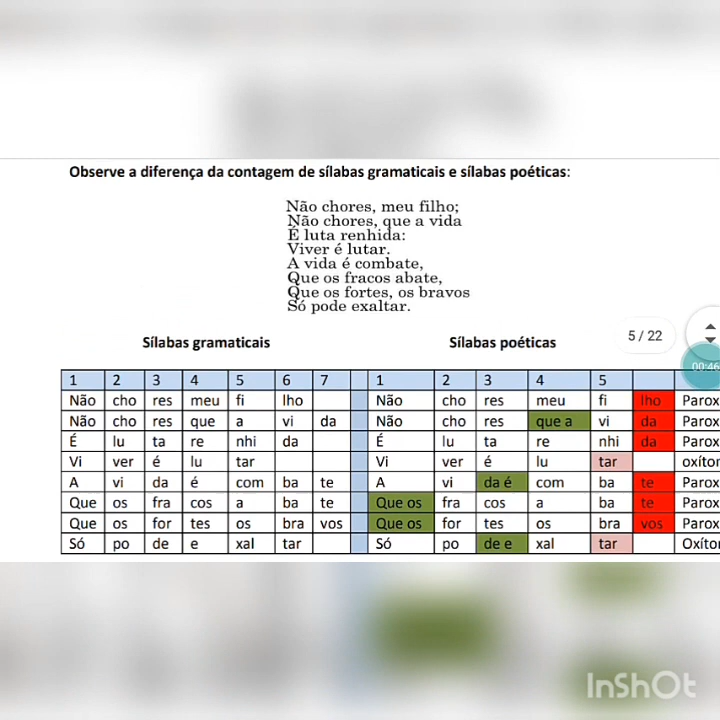 Observe a diferença da contagem de sílabas gramaticais e sílabas poéticas:
Não chores, meu filho;
Não chores, que a vida
É luta renhida:
Viver é lutar.
A vida é combate,
Que os fracos abate,
Que os fortes, os bravos
Só pode exaltar.
5 / 22
Sílabas gramaticais Sílabas poéticas
00:46
1 2 3 4 5 6 7 1 2 3 4 5
Não cho res meu fi lho Não cho res meu fi lho Parox
Não cho res que a vi da Não cho res que a vi da Parox
É lu ta re nhi da É lu ta re nhi da Parox
Vi ver é lu tar Vi ver é lu tar oxíto
A vi da é com ba te A vi da é com ba te Parox
Que os fra cos a ba te Que os fra cos a ba te Parox
Que os for tes os bra vos Que os for tes os bra vos Parox
Só po de e xal tar Só po de e xal tar Oxíto
InShOt